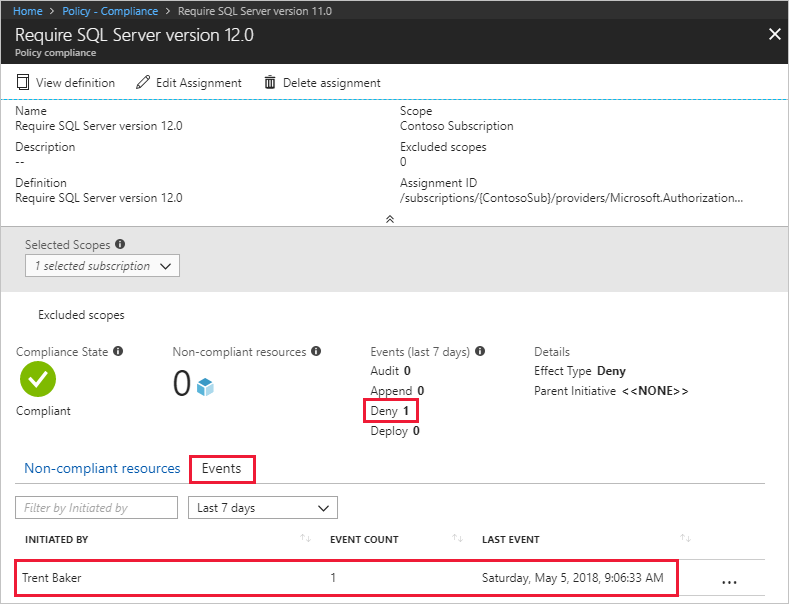 Home > Policy - Compliance > Require SQL Server version 11.0
Require SQL Server version 12.0
Policy compliance
View definition Edit Assignment Delete assignment
Name
Require SQL Server version 12.0
Scope
Contoso Subscription
Description
--
Excluded scopes
0
Definition
Require SQL Server version 12.0
Assignment ID
/subscriptions/{ContosoSub}/providers/Microsoft.Authorization...
Selected Scopes
1 selected subscription
Excluded scopes
Compliance State
Compliant
Non-compliant resources
0
Events (last 7 days)
Audit 0
Append 0
Deny 1
Deploy 0
Details
Effect Type Deny
Parent Initiative <<NONE>>
Non-compliant resources Events
Filter by Initiated by Last 7 days
INITIATED BY EVENT COUNT LAST EVENT
Trent Baker 1 Saturday, May 5, 2018, 9:06:33 AM ...